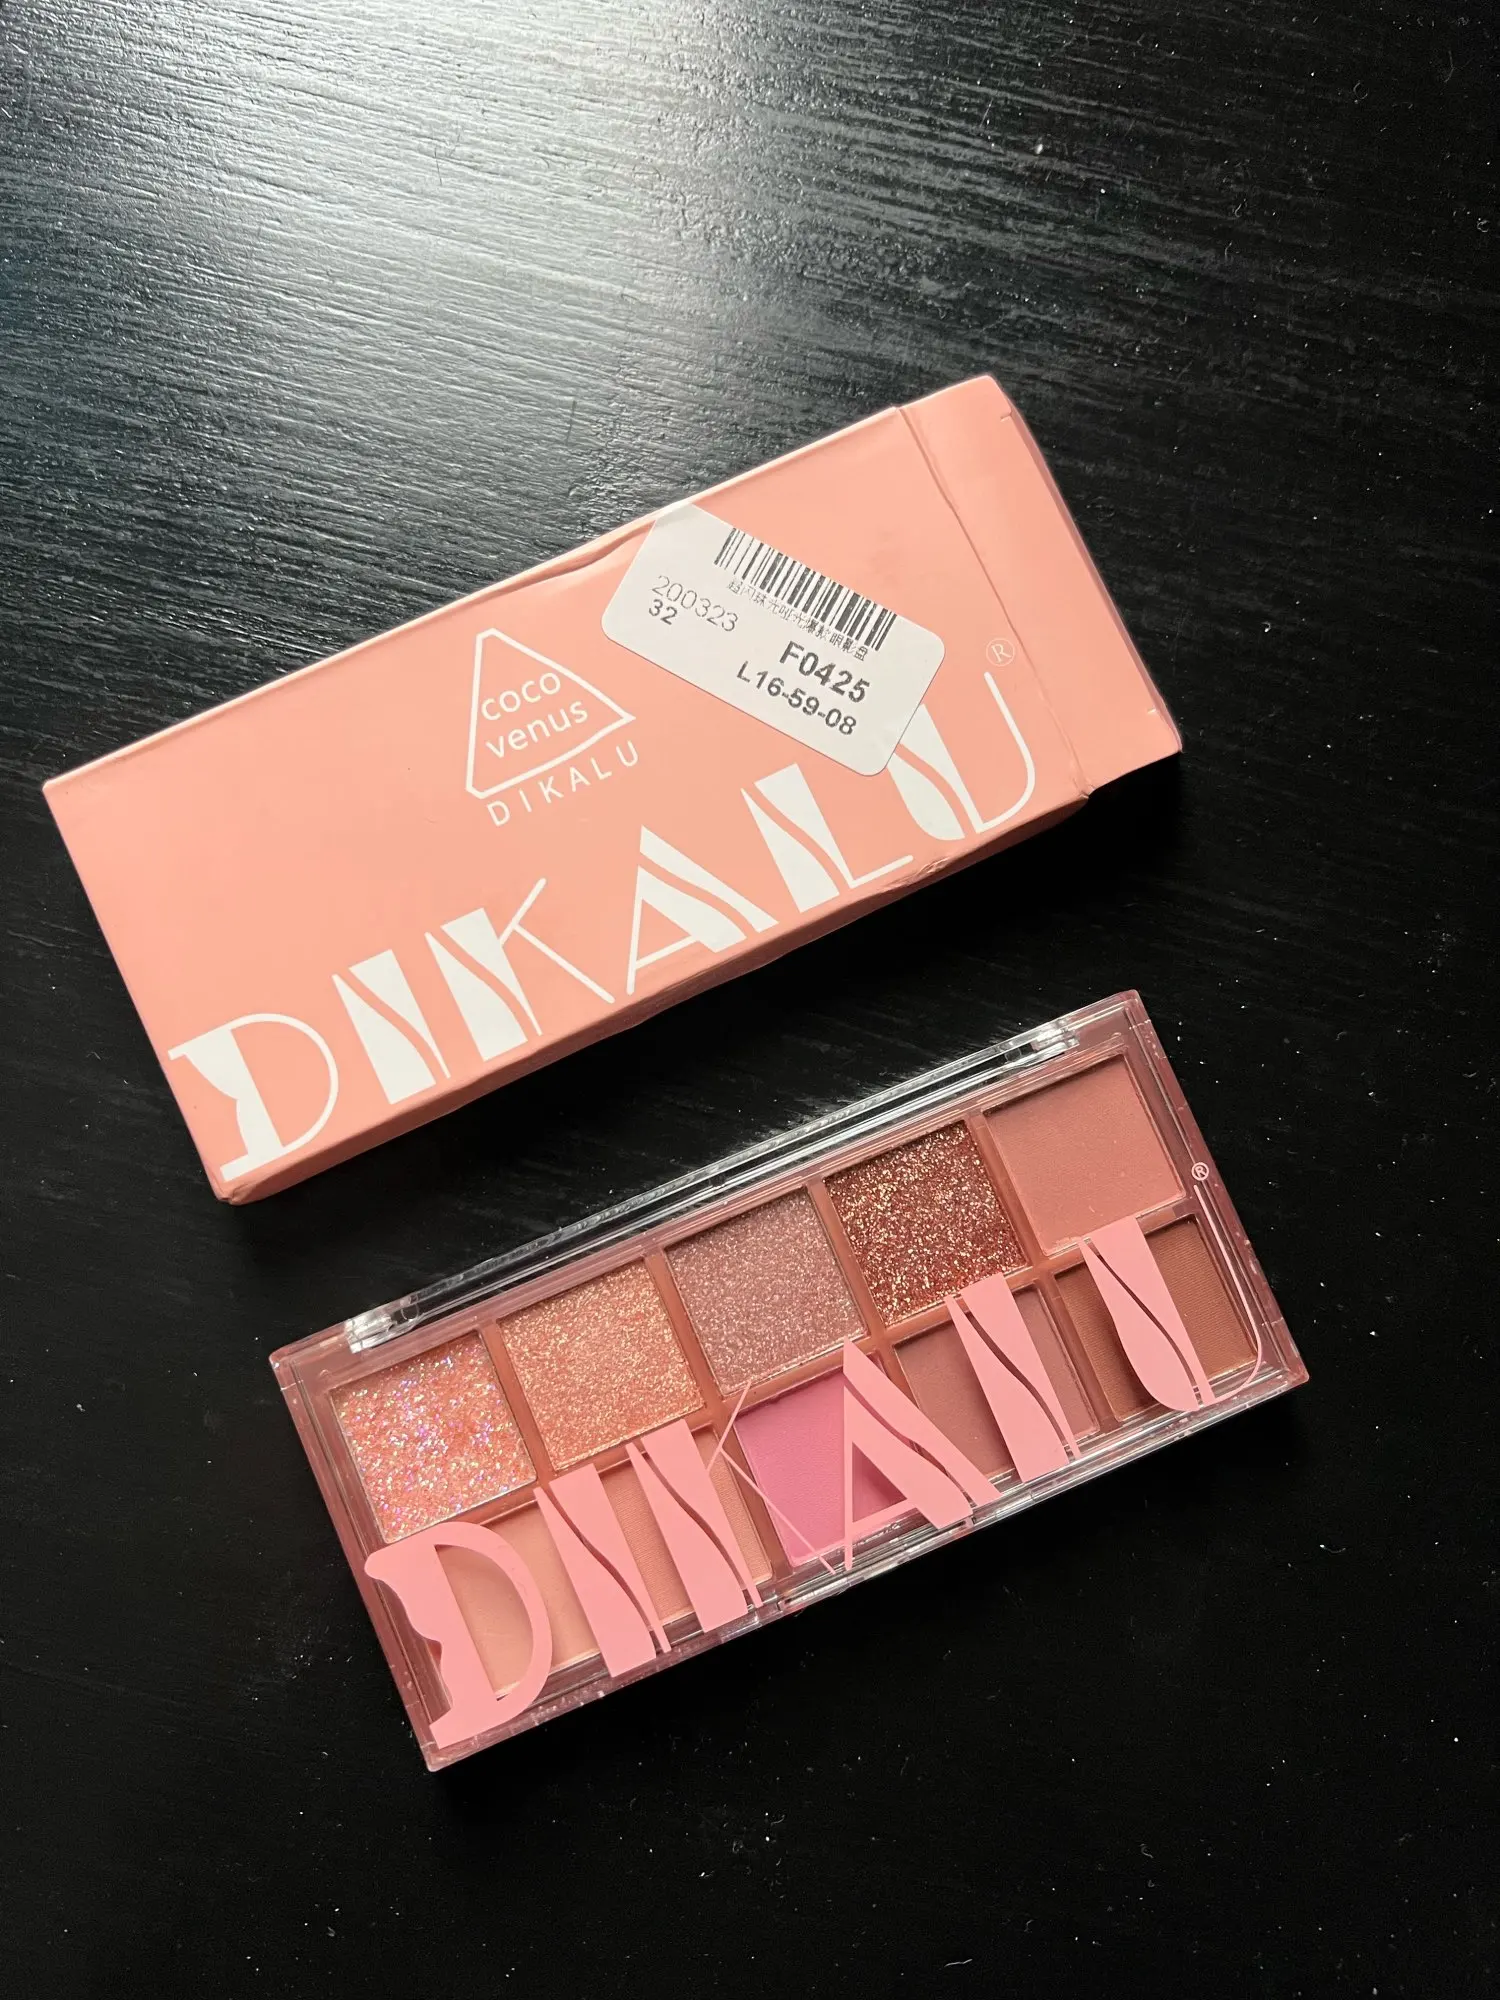 coco
venus
DIKALU
200323
32
F0425
L16-59-08
DIKALU
®
DIKALU
®